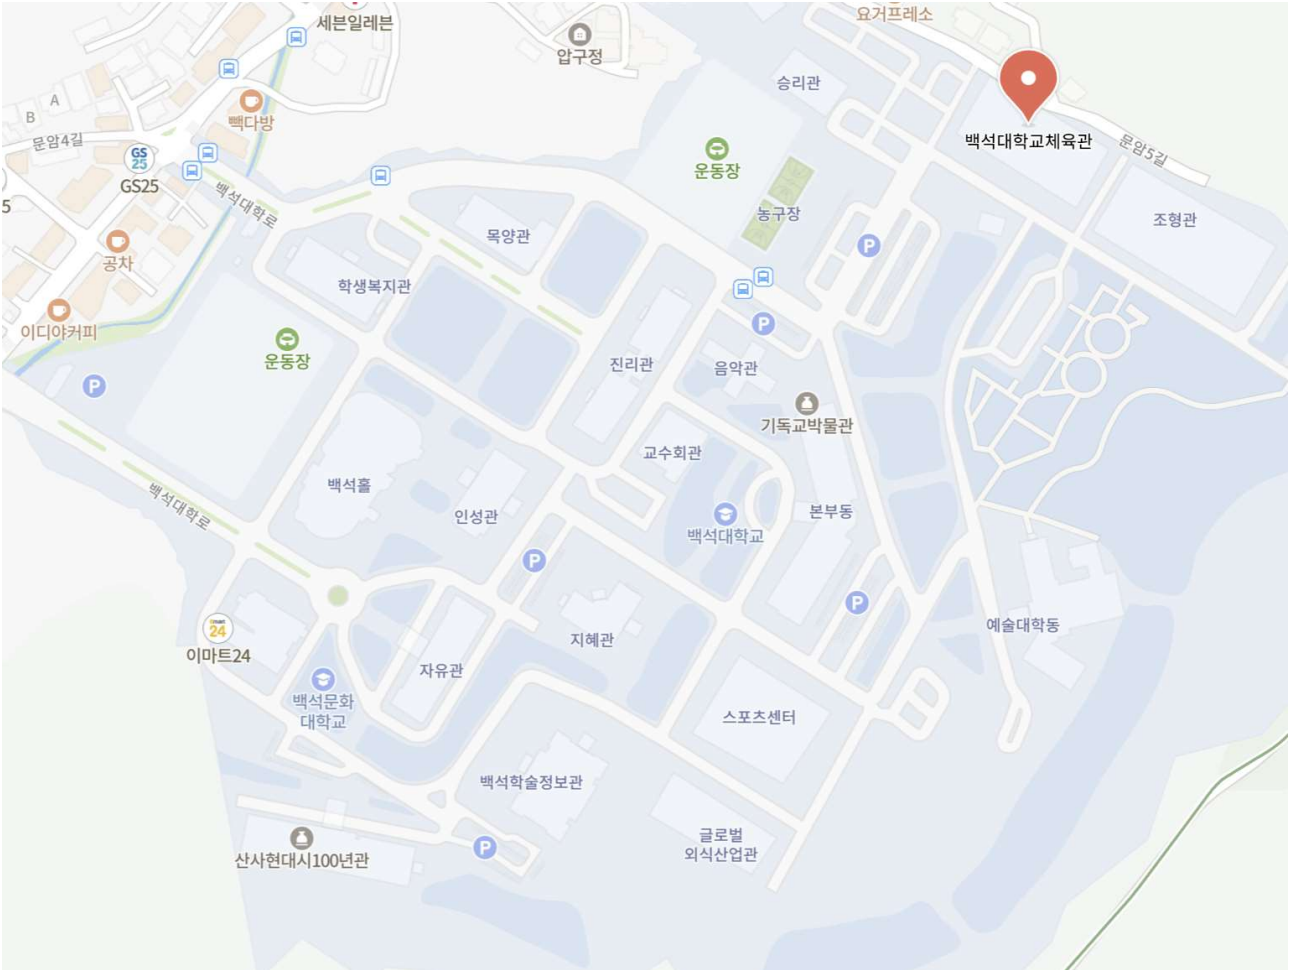 세븐일레븐
요거프레소
압구정
승리관
A
B
빽다방
문암4길
백석대학교체육관
문암5길
GS
25
GS25
운동장
백석대학로
농구장
조형관
P
5
목양관
공차
학생복지관
이디야커피
P
운동장
진리관
음악관
P
기독교박물관
교수회관
백석홀
백석대학로
인성관
본부동
백석대학교
P
P
24
이마트24
지혜관
예술대학동
자유관
백석문화
대학교
스포츠센터
백석학술정보관
글로벌
외식산업관
P
산사현대시100년관